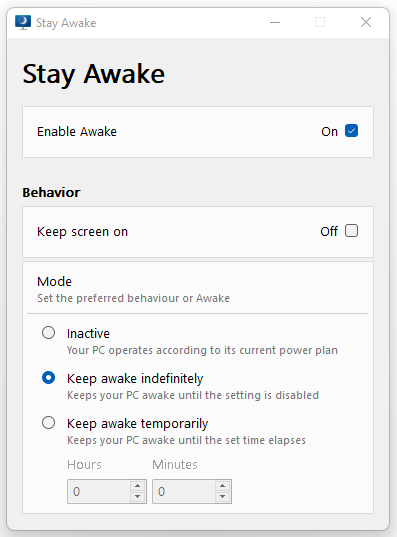 Stay Awake
Stay Awake
Enable Awake On
Behavior
Keep screen on Off
Mode
Set the preferred behaviour or Awake
Inactive
Your PC operates according to its current power plan
Keep awake indefinitely
Keeps your PC awake until the setting is disabled
Keep awake temporarily
Keeps your PC awake until the set time elapses
Hours Minutes
0 0